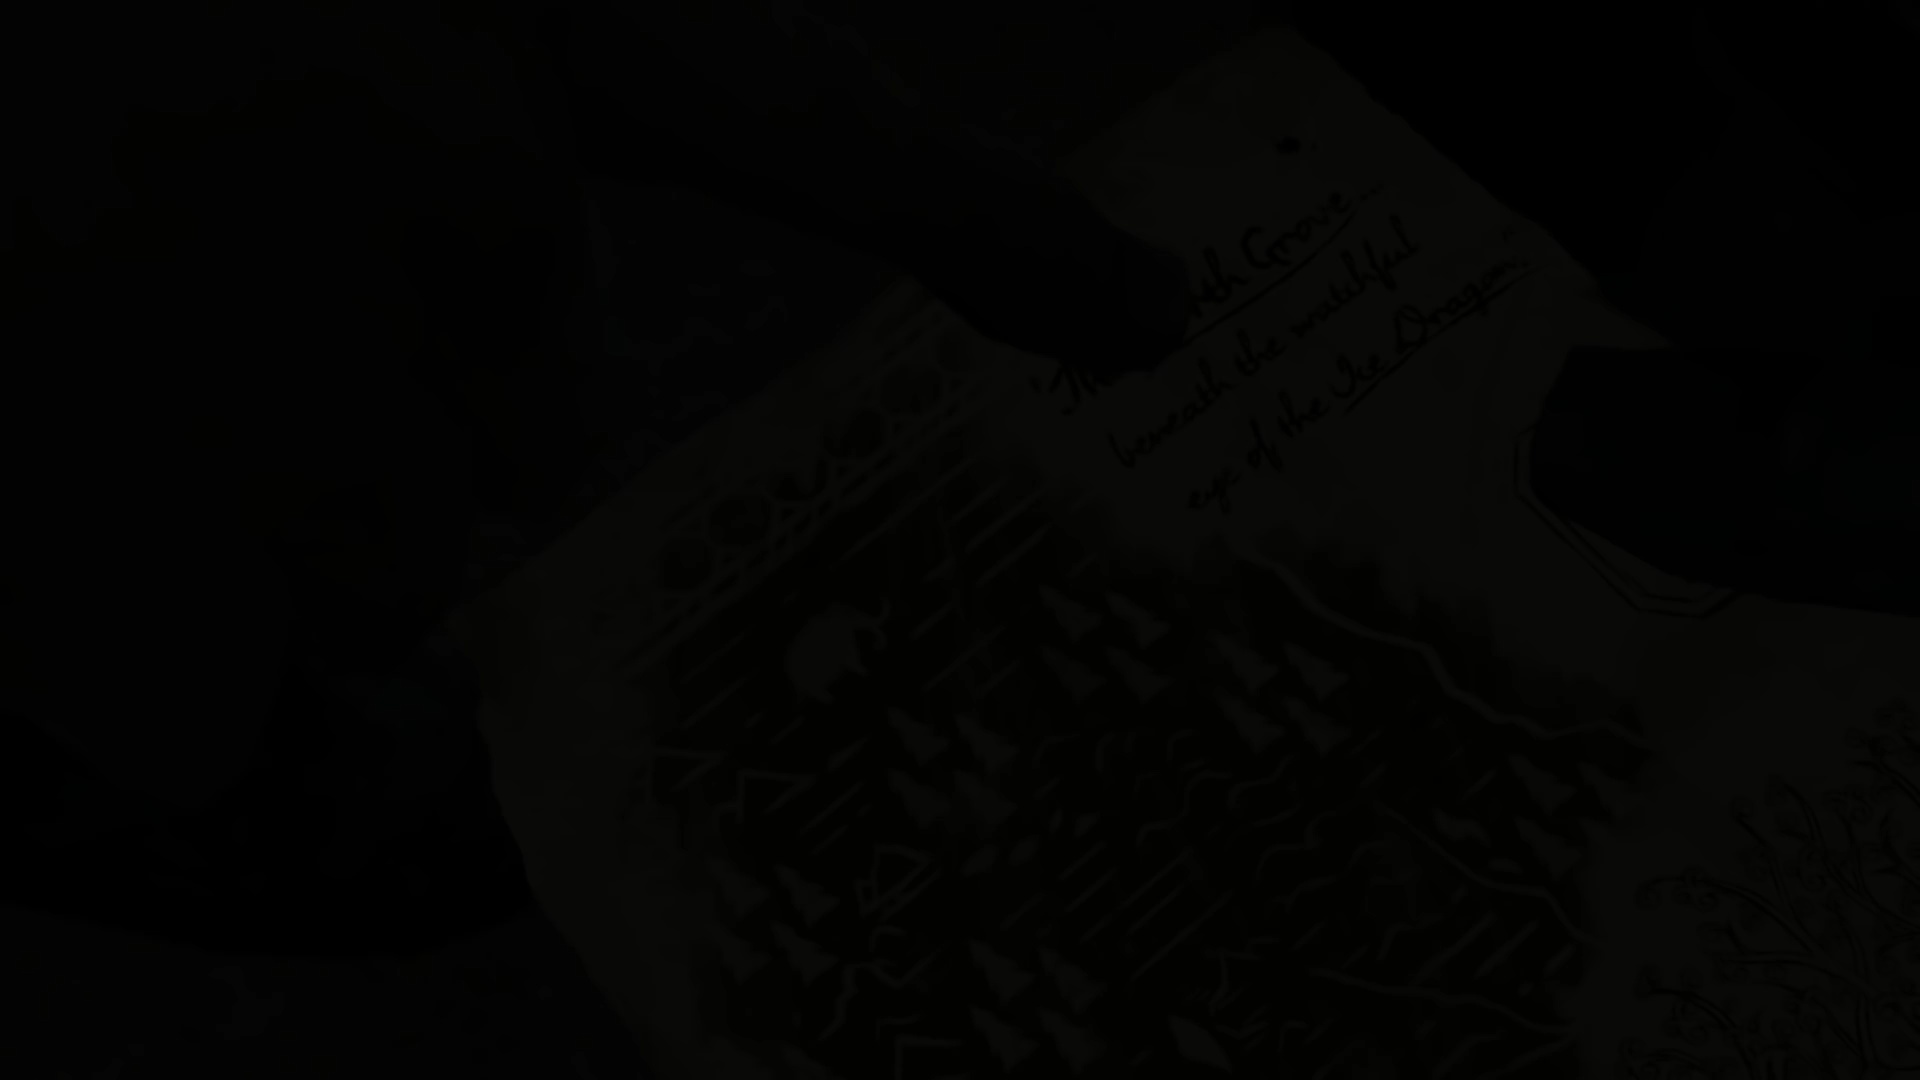 Grove...
beneath the watchful
eye of the Ice Dragon.